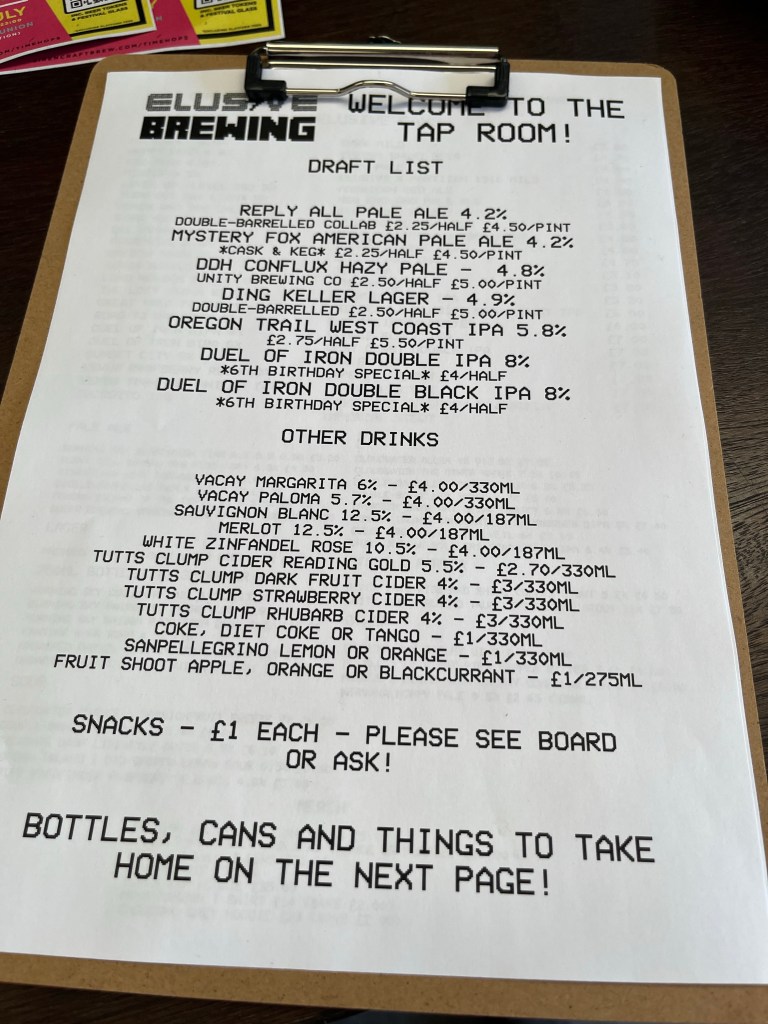 JULY
BEER TOKENS
& FESTIVAL GLASS
ELUSIVE
BREWING
WELCOME TO THE
TAP ROOM!
DRAFT LIST
REPLY ALL PALE ALE 4.2%
DOUBLE-BARRELLED COLLAB £2.25/HALF £4.50/PINT
MYSTERY FOX AMERICAN PALE ALE 4.2%
*CASK & KEG* £2.25/HALF £4.50/PINT
DDH CONFLUX HAZY PALE - 4.8%
UNITY BREWING CO £2.50/HALF £5.00/PINT
DING KELLER LAGER - 4.9%
DOUBLE-BARRELLED £2.50/HALF £5.00/PINT
OREGON TRAIL WEST COAST IPA 5.8%
£2.75/HALF £5.50/PINT
DUEL OF IRON DOUBLE IPA 8%
*6TH BIRTHDAY SPECIAL* £4/HALF
DUEL OF IRON DOUBLE BLACK IPA 8%
*6TH BIRTHDAY SPECIAL* £4/HALF
OTHER DRINKS
VACAY MARGARITA 6% - £4.00/330ML
VACAY PALOMA 5.7% - £4.00/330ML
SAUVIGNON BLANC 12.5% - £4.00/187ML
MERLOT 12.5% - £4.00/187ML
WHITE ZINFANDEL ROSE 10.5% - £4.00/187ML
TUTTS CLUMP CIDER READING GOLD 5.5% - £2.70/330ML
TUTTS CLUMP DARK FRUIT CIDER 4% - £3/330ML
TUTTS CLUMP STRAWBERRY CIDER 4% - £3/330ML
TUTTS CLUMP RHUBARB CIDER 4% - £3/330ML
COKE, DIET COKE OR TANGO - £1/330ML
SANPELLEGRINO LEMON OR ORANGE - £1/330ML
FRUIT SHOOT APPLE, ORANGE OR BLACKCURRANT - £1/275ML
SNACKS - £1 EACH - PLEASE SEE BOARD
OR ASK!
BOTTLES, CANS AND THINGS TO TAKE
HOME ON THE NEXT PAGE!